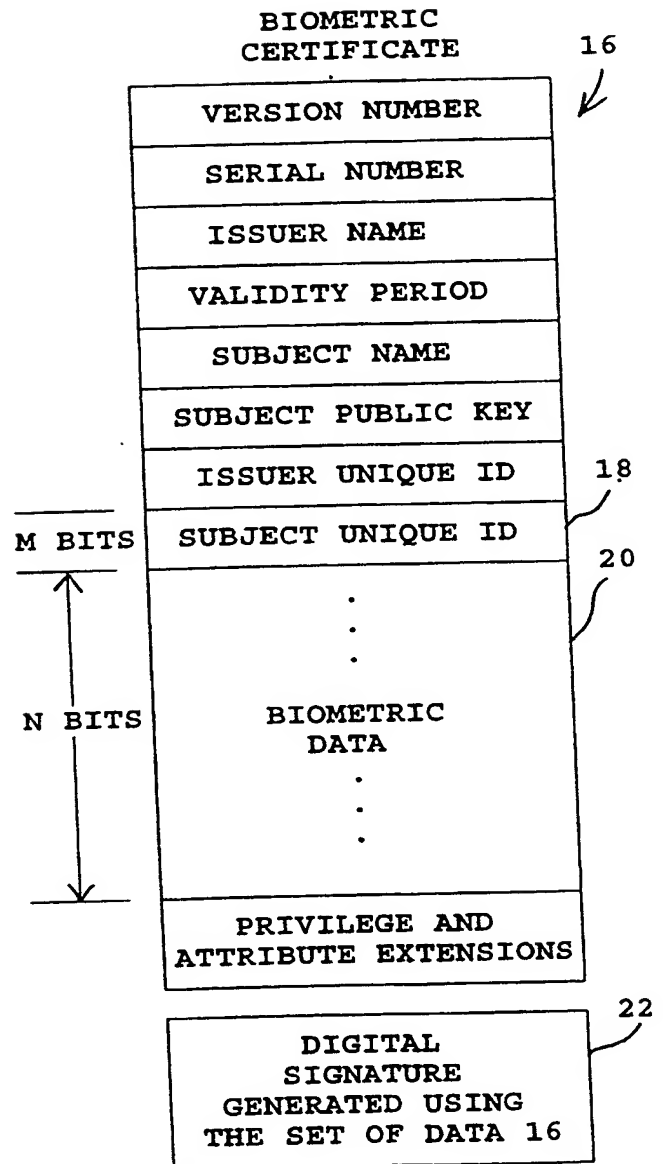 BIOMETRIC
CERTIFICATE
16
VERSION NUMBER
SERIAL NUMBER
ISSUER NAME
VALIDITY PERIOD
SUBJECT NAME
SUBJECT PUBLIC KEY
ISSUER UNIQUE ID
18
M BITS
SUBJECT UNIQUE ID
20
N BITS
BIOMETRIC
DATA
PRIVILEGE AND
ATTRIBUTE EXTENSIONS
22
DIGITAL
SIGNATURE
GENERATED USING
THE SET OF DATA 16